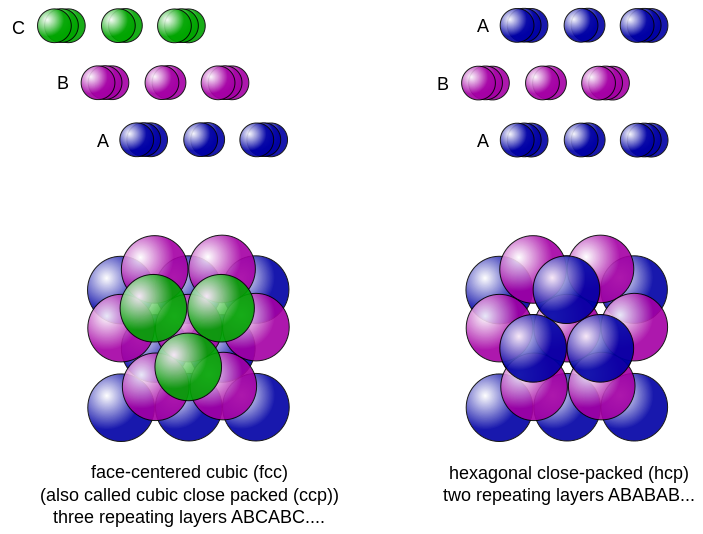 C
B
A
A
B
A
face-centered cubic (fcc)
(also called cubic close packed (ccp))
three repeating layers ABCABC....
hexagonal close-packed (hcp)
two repeating layers ABABAB...